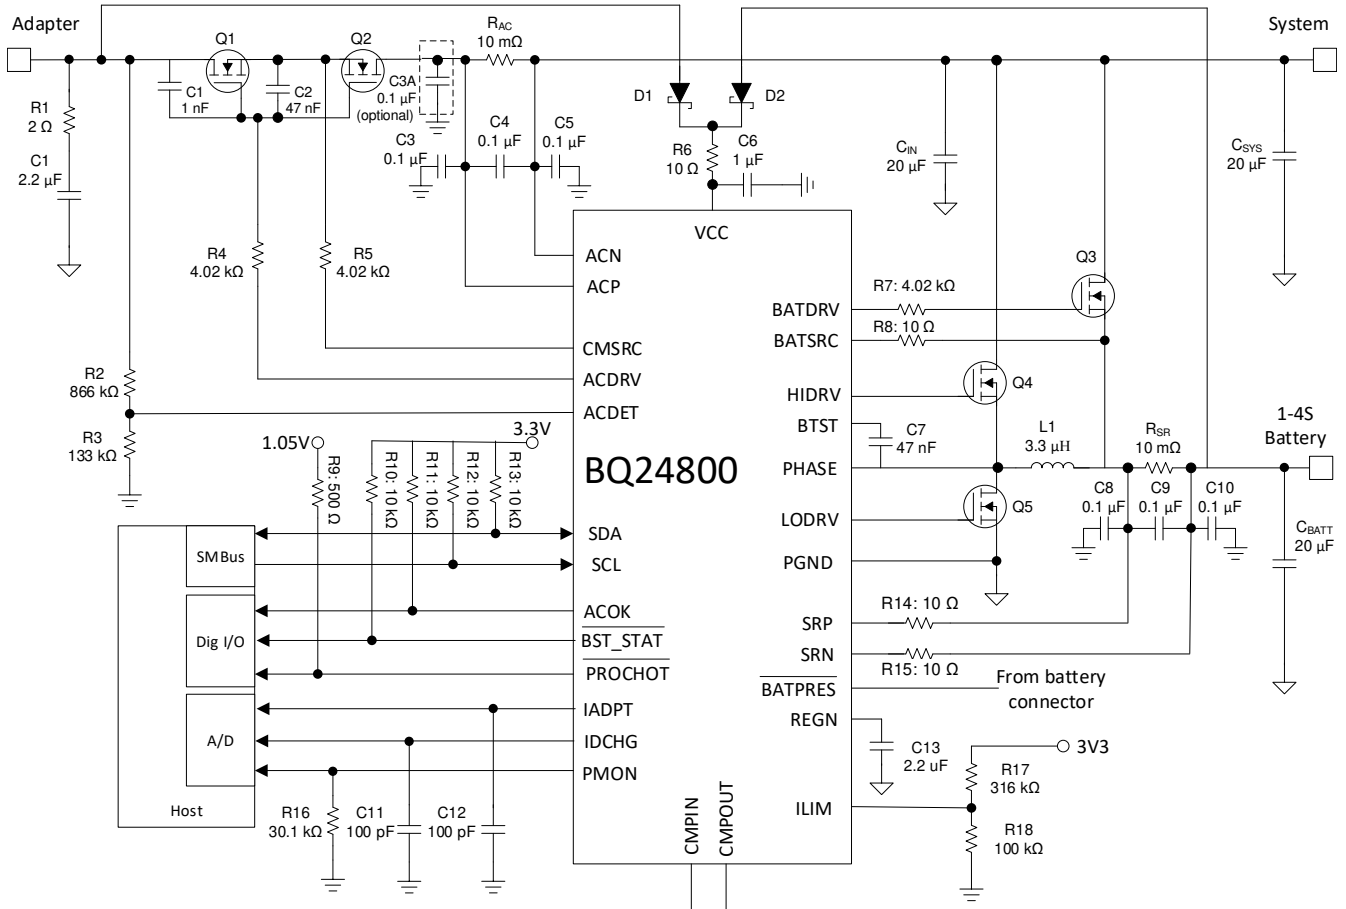 Adapter
System
R_AC
10 mΩ
Q1
Q2
C3A
0.1 µF
(optional)
C1
1 nF
C2
47 nF
R1
2 Ω
C1
2.2 µF
C3
0.1 µF
C4
0.1 µF
C5
0.1 µF
D1
D2
R6
10 Ω
C6
1 µF
C_IN
20 µF
C_SYS
20 µF
VCC
R4
4.02 kΩ
R5
4.02 kΩ
ACN
ACP
CMSRC
ACDRV
ACDET
Q3
R7: 4.02 kΩ
BATDRV
R8: 10 Ω
BATSRC
HIDRV
Q4
R2
866 kΩ
R3
133 kΩ
BTST
C7
47 nF
L1
3.3 µH
R_SR
10 mΩ
1-4S
Battery
1.05V
3.3V
R9: 500 Ω
R10: 10 kΩ
R11: 10 kΩ
R12: 10 kΩ
R13: 10 kΩ
BQ24800
PHASE
LODRV
Q5
C8
0.1 µF
C9
0.1 µF
C10
0.1 µF
C_BATT
20 µF
PGND
SMBus
SDA
SCL
Dig I/O
ACOK
BST_STAT
PROCHOT
R14: 10 Ω
SRP
SRN
R15: 10 Ω
BATPRES
From battery
connector
REGN
A/D
IADPT
IDCHG
PMON
C13
2.2 uF
3V3
R17
316 kΩ
ILIM
R18
100 kΩ
Host
R16
30.1 kΩ
C11
100 pF
C12
100 pF
CMPIN
CMPOUT